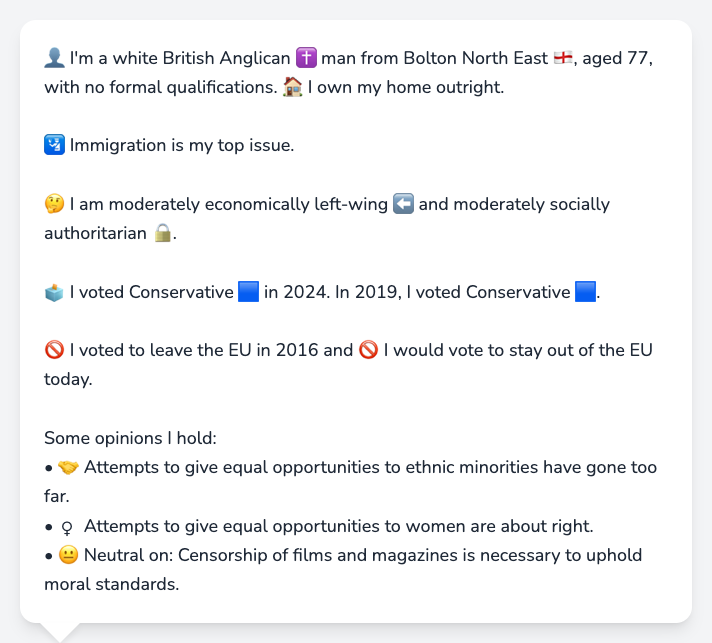 👤 I'm a white British Anglican ✝️ man from Bolton North East 🏴󠁧󠁢󠁥󠁮󠁧󠁿, aged 77,
with no formal qualifications. 🏠 I own my home outright.
🛂 Immigration is my top issue.
🤔 I am moderately economically left-wing ⬅️ and moderately socially
authoritarian 🔒.
🗳️ I voted Conservative 🟦 in 2024. In 2019, I voted Conservative 🟦.
🚫 I voted to leave the EU in 2016 and 🚫 I would vote to stay out of the EU
today.
Some opinions I hold:
• 🤝 Attempts to give equal opportunities to ethnic minorities have gone too
far.
• ♀ Attempts to give equal opportunities to women are about right.
• 😐 Neutral on: Censorship of films and magazines is necessary to uphold
moral standards.